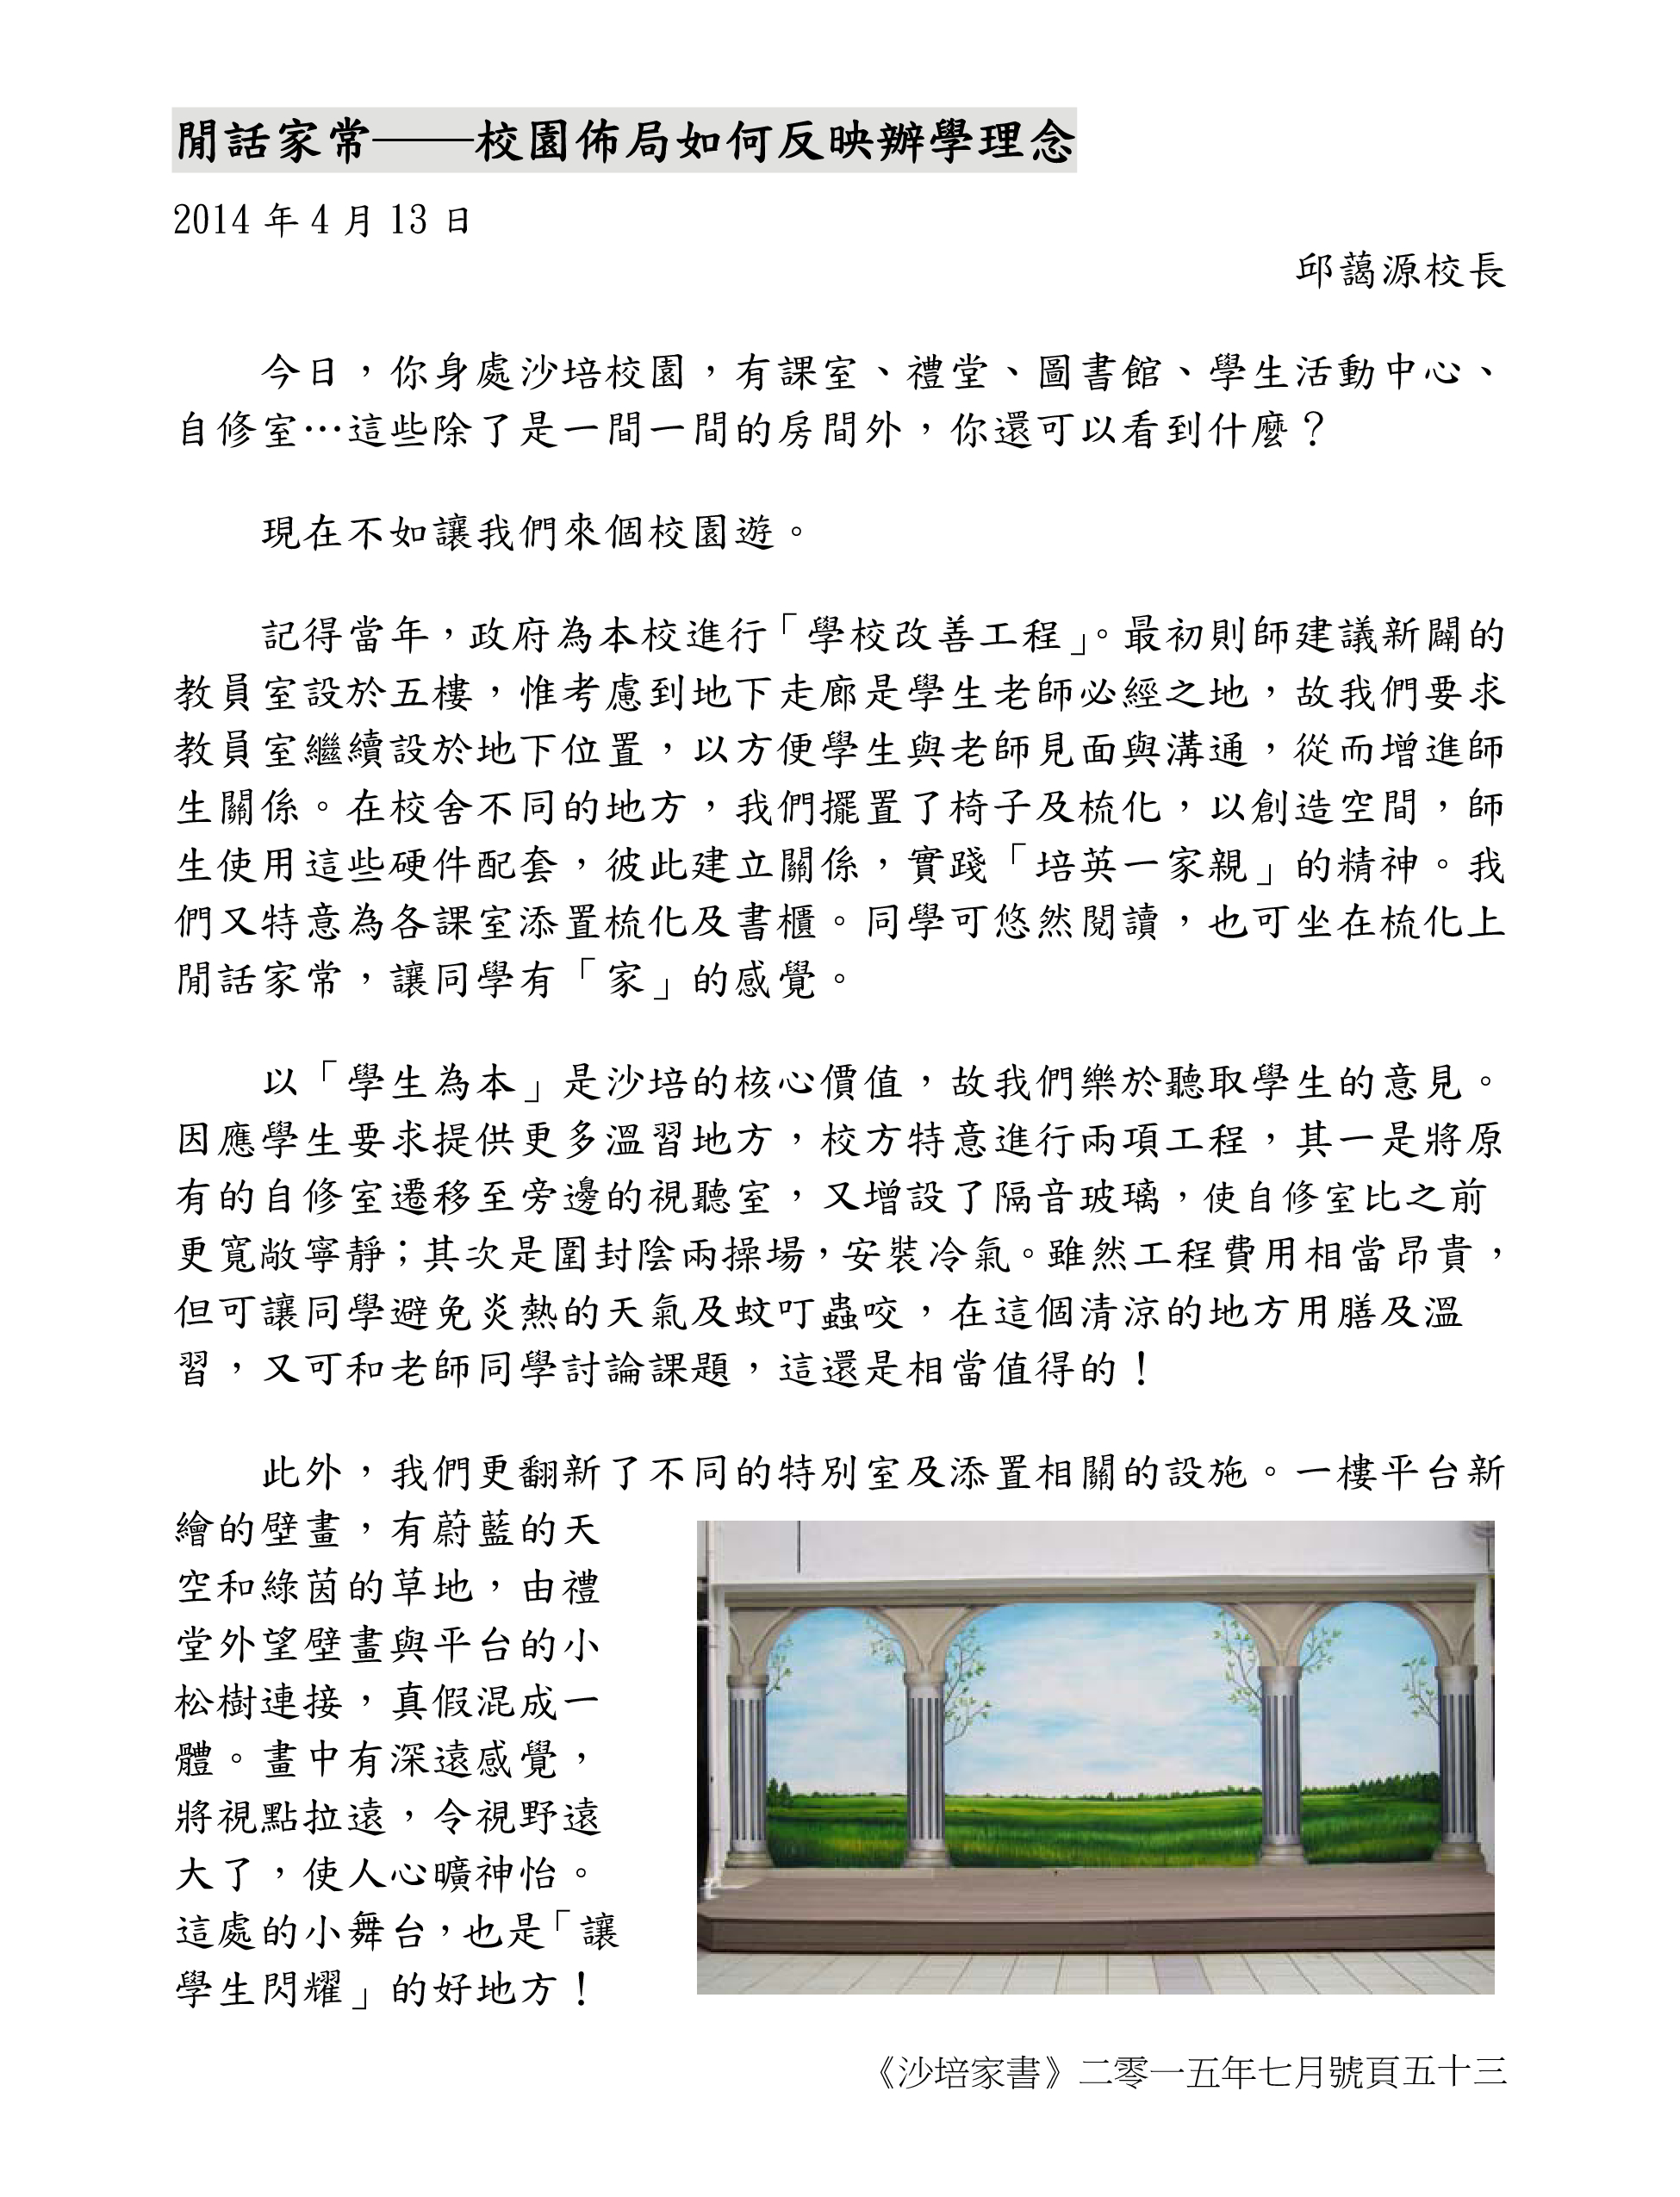 閒話家常──校園佈局如何反映辦學理念
2014 年 4 月 13 日
邱藹源校長
今日，你身處沙培校園，有課室、禮堂、圖書館、學生活動中心、
自修室…這些除了是一間一間的房間外，你還可以看到什麼？
現在不如讓我們來個校園遊。
記得當年，政府為本校進行「學校改善工程」。最初則師建議新闢的
教員室設於五樓，惟考慮到地下走廊是學生老師必經之地，故我們要求
教員室繼續設於地下位置，以方便學生與老師見面與溝通，從而增進師
生關係。在校舍不同的地方，我們擺置了椅子及梳化，以創造空間，師
生使用這些硬件配套，彼此建立關係，實踐「培英一家親」的精神。我
們又特意為各課室添置梳化及書櫃。同學可悠然閱讀，也可坐在梳化上
閒話家常，讓同學有「家」的感覺。
以「學生為本」是沙培的核心價值，故我們樂於聽取學生的意見。
因應學生要求提供更多溫習地方，校方特意進行兩項工程，其一是將原
有的自修室遷移至旁邊的視聽室，又增設了隔音玻璃，使自修室比之前
更寬敞寧靜；其次是圍封陰雨操場，安裝冷氣。雖然工程費用相當昂貴，
但可讓同學避免炎熱的天氣及蚊叮蟲咬，在這個清涼的地方用膳及溫
習，又可和老師同學討論課題，這還是相當值得的！
此外，我們更翻新了不同的特別室及添置相關的設施。一樓平台新
繪的壁畫，有蔚藍的天
空和綠茵的草地，由禮
堂外望壁畫與平台的小
松樹連接，真假混成一
體。畫中有深遠感覺，
將視點拉遠，令視野遠
大了，使人心曠神怡。
這處的小舞台，也是「讓
學生閃耀」的好地方！
《沙培家書》二零一五年七月號頁五十三